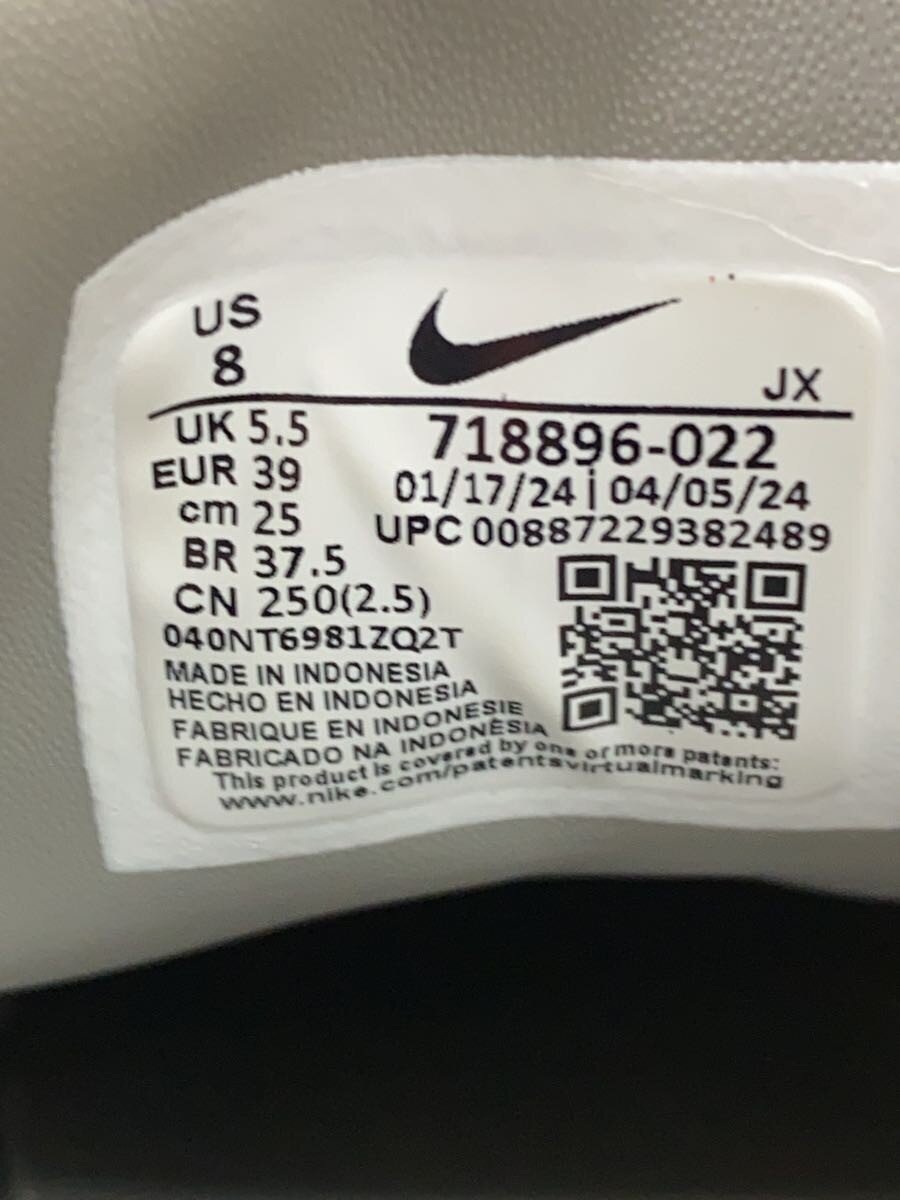 US
8
JX
UK 5.5
EUR 39
cm 25
BR 37.5
CN 250(2.5)
718896-022
01/17/24 | 04/05/24
UPC 00887229382489
040NT6981ZQ2T
MADE IN INDONESIA
HECHO EN INDONESIA
FABRIQUE EN INDONESIE
FABRICADO NA INDONÉSIA
This product is covered by one or more patents:
www.nike.com/patentsvirtualmarking